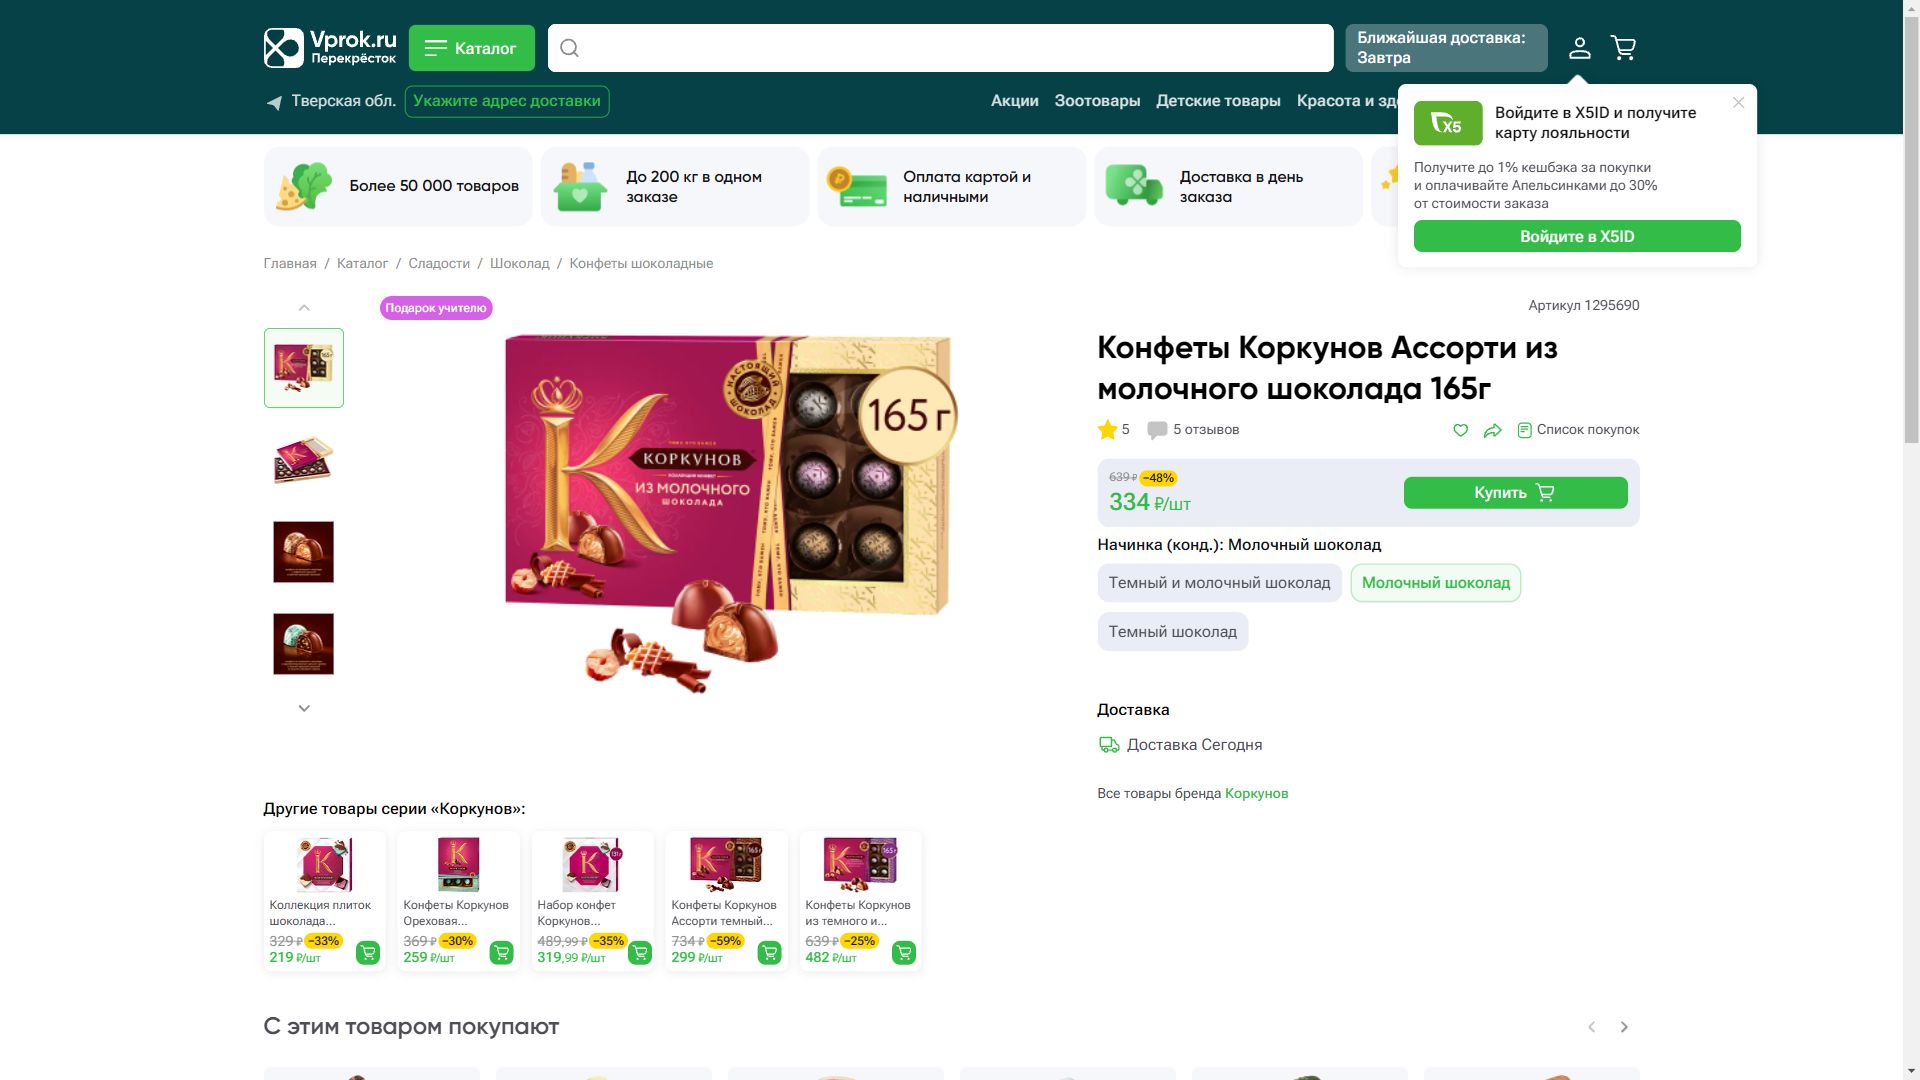 Vprok.ru
Перекрёсток
Каталог
Ближайшая доставка:
Завтра
Тверская обл.
Укажите адрес доставки
Акции
Зоотовары
Детские товары
Красота и зд
X5
Войдите в X5ID и получите
карту лояльности
Получите до 1% кешбэка за покупки
и оплачивайте Апельсинками до 30%
от стоимости заказа
Войдите в X5ID
Более 50 000 товаров
До 200 кг в одном
заказе
Оплата картой и
наличными
Доставка в день
заказа
Главная / Каталог / Сладости / Шоколад / Конфеты шоколадные
Подарок учителю
Артикул 1295690
НАСТОЯЩИЙ
ШОКОЛАД
165 г
КОРКУНОВ
ИЗ МОЛОЧНОГО
ШОКОЛАДА
Конфеты Коркунов Ассорти из
молочного шоколада 165г
5
5 отзывов
Список покупок
639 ₽ −48%
334 ₽/шт
Купить
Начинка (конд.): Молочный шоколад
Темный и молочный шоколад
Молочный шоколад
Темный шоколад
Доставка
Доставка Сегодня
Все товары бренда Коркунов
Другие товары серии «Коркунов»:
Коллекция плиток
шоколада...
329 ₽ −33%
219 ₽/шт
Конфеты Коркунов
Ореховая...
369 ₽ −30%
259 ₽/шт
Набор конфет
Коркунов...
489,99 ₽ −35%
319,99 ₽/шт
Конфеты Коркунов
Ассорти темный...
734 ₽ −59%
299 ₽/шт
Конфеты Коркунов
из темного и...
639 ₽ −25%
482 ₽/шт
С этим товаром покупают